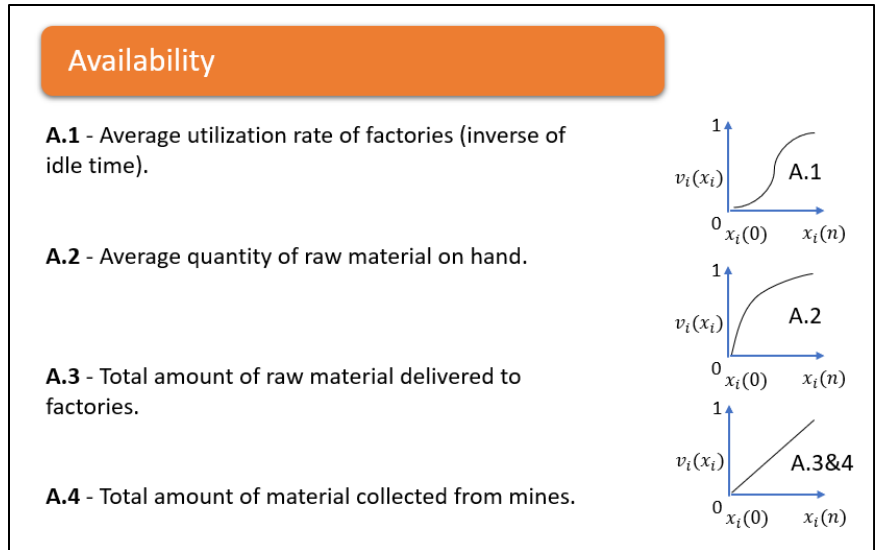 Availability
A.1 - Average utilization rate of factories (inverse of
idle time).
A.2 - Average quantity of raw material on hand.
A.3 - Total amount of raw material delivered to
factories.
A.4 - Total amount of material collected from mines.
1
vᵢ(xᵢ)
A.1
0
xᵢ(0) xᵢ(n)
1
vᵢ(xᵢ)
A.2
0
xᵢ(0) xᵢ(n)
1
vᵢ(xᵢ)
A.3&4
0
xᵢ(0) xᵢ(n)